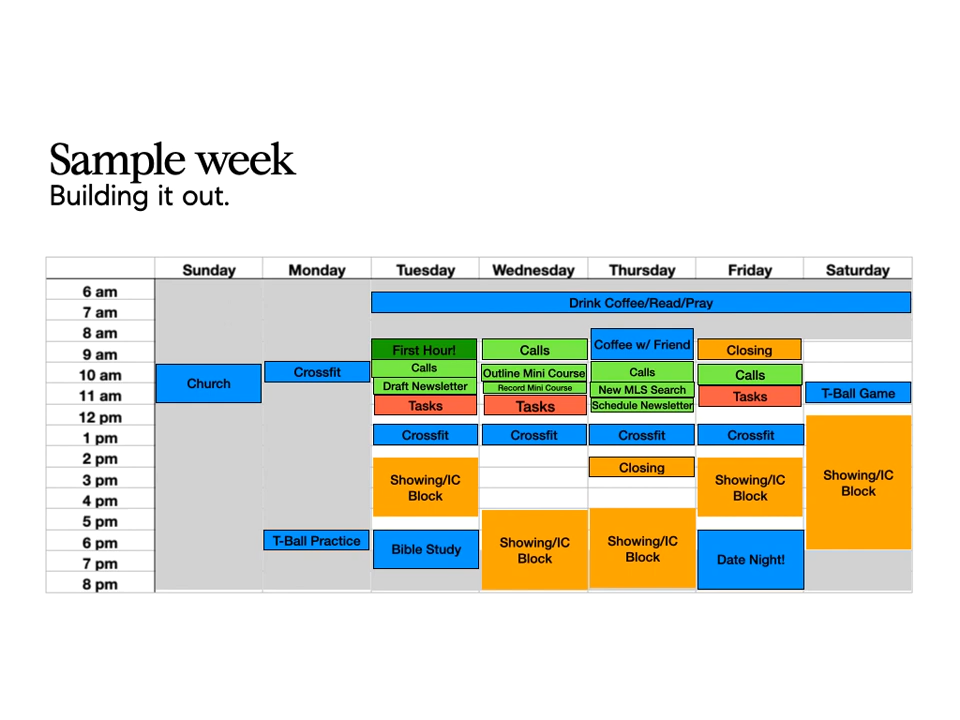 Sample week
Building it out.
Sunday Monday Tuesday Wednesday Thursday Friday Saturday
6 am
Drink Coffee/Read/Pray
7 am
8 am
Coffee w/ Friend
9 am First Hour! Calls Closing
10 am Church Crossfit Calls Outline Mini Course Calls Calls
Draft Newsletter Record Mini Course New MLS Search
11 am Tasks Tasks Schedule Newsletter Tasks T-Ball Game
12 pm
1 pm Crossfit Crossfit Crossfit Crossfit
2 pm Closing
3 pm Showing/IC Showing/IC Showing/IC
Block Block Block
4 pm
5 pm
6 pm T-Ball Practice Bible Study Showing/IC Showing/IC
Block Block
7 pm Date Night!
8 pm